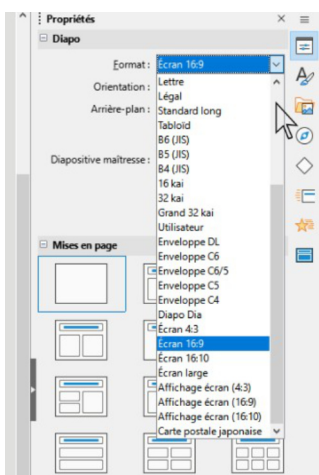 Propriétés
Diapo
Format : Écran 16:9
Orientation :
Arrière-plan :
Diapositive maîtresse :
Lettre
Légal
Standard long
Tabloïd
B6 (JIS)
B5 (JIS)
B4 (JIS)
16 kai
32 kai
Grand 32 kai
Utilisateur
Enveloppe DL
Enveloppe C6
Enveloppe C6/5
Enveloppe C5
Enveloppe C4
Diapo Dia
Écran 4:3
Écran 16:9
Écran 16:10
Écran large
Affichage écran (4:3)
Affichage écran (16:9)
Affichage écran (16:10)
Carte postale japonaise
Mises en page